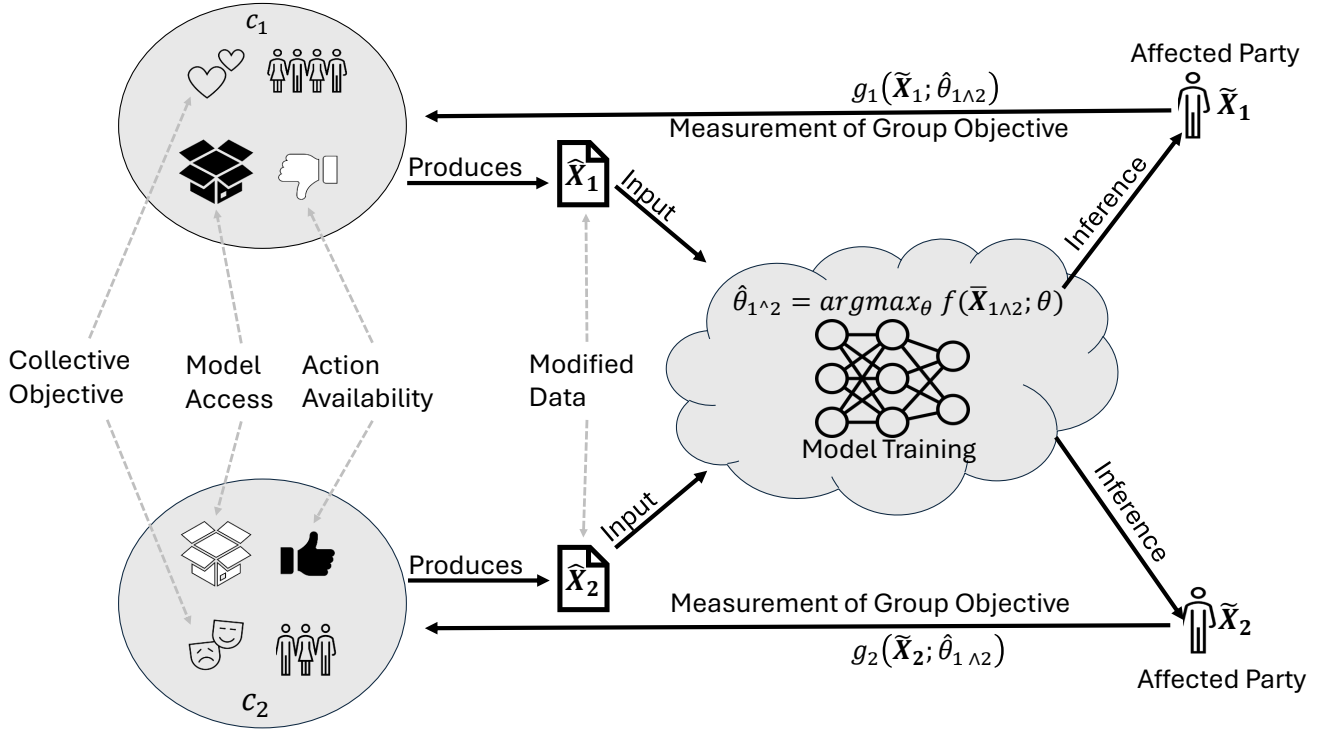 c₁
Affected Party
X̃₁
g₁(X̃₁; θ̂₁∧₂)
Measurement of Group Objective
Produces
X̂₁
Input
Inference
θ̂₁^₂ = argmax_θ f(X̄₁∧₂; θ)
Collective
Objective
Model
Access
Action
Availability
Modified
Data
Model Training
Input
Inference
Produces
X̂₂
Measurement of Group Objective
X̃₂
g₂(X̃₂; θ̂₁ ∧₂)
Affected Party
c₂